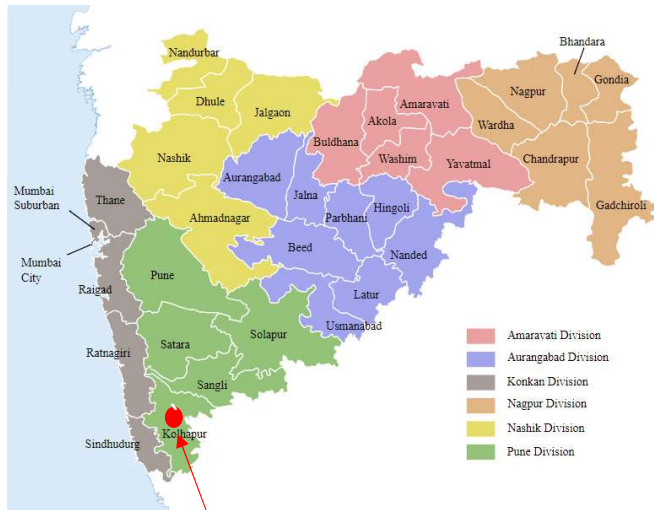 Nandurbar
Bhandara
Dhule
Jalgaon
Nagpur
Gondia
Amaravati
Akola
Buldhana
Wardha
Nashik
Washim
Yavatmal
Chandrapur
Aurangabad
Jalna
Mumbai
Suburban
Thane
Parbhani
Hingoli
Gadchiroli
Ahmadnagar
Beed
Nanded
Mumbai
City
Pune
Raigad
Latur
Usmanabad
Ratnagiri
Satara
Solapur
Sangli
Kolhapur
Sindhudurg
Amaravati Division
Aurangabad Division
Konkan Division
Nagpur Division
Nashik Division
Pune Division